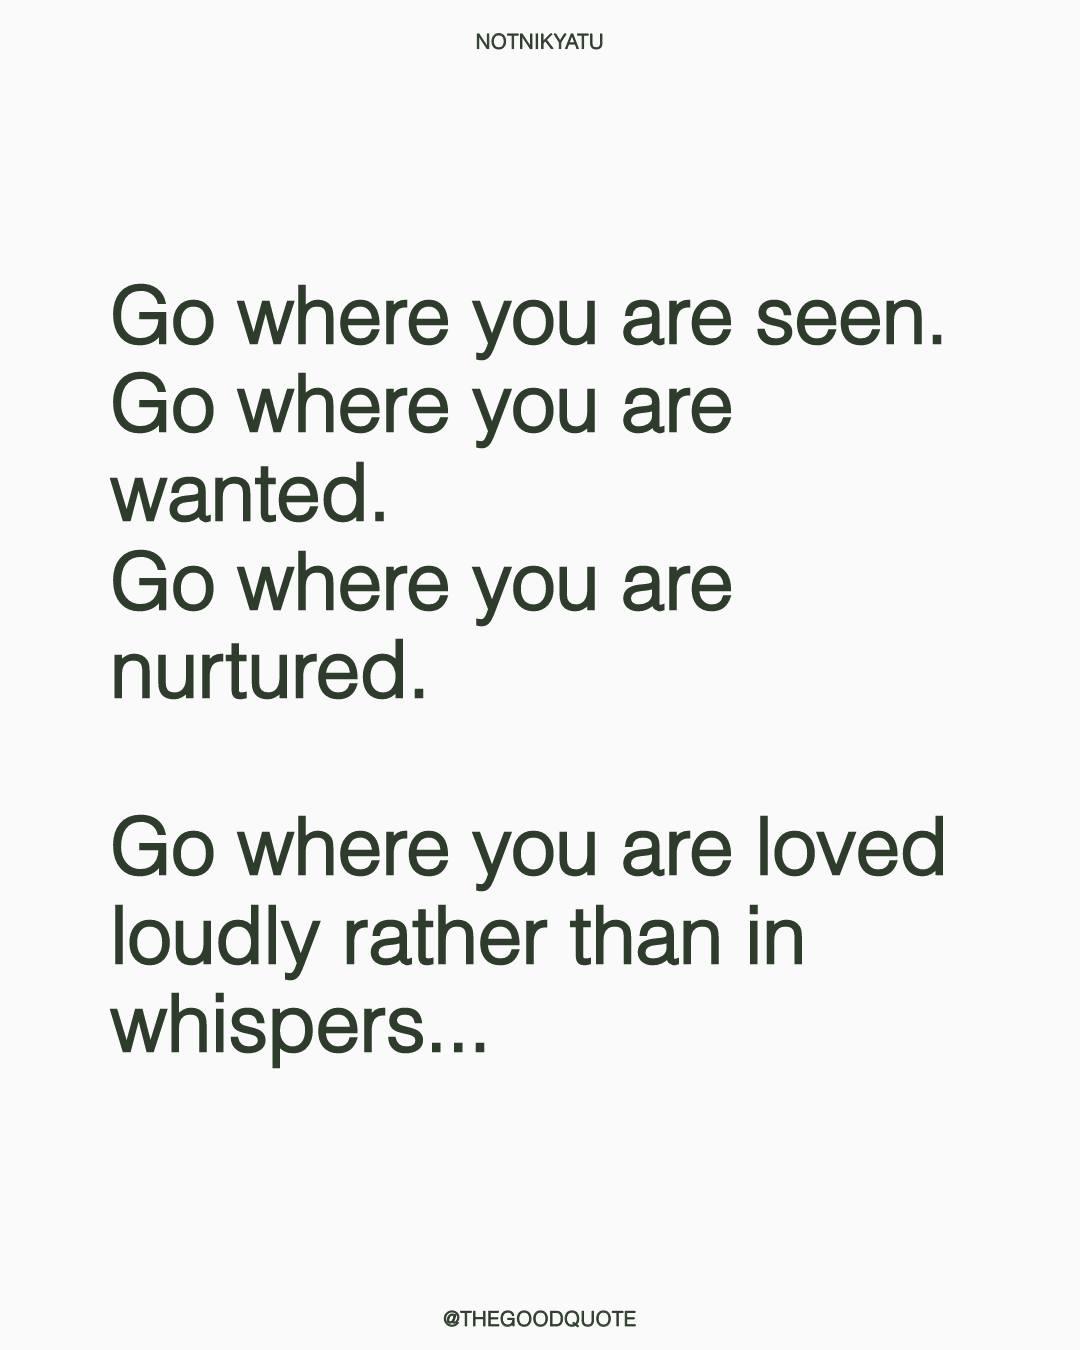 NOTNIKYATU
Go where you are seen.
Go where you are
wanted.
Go where you are
nurtured.
Go where you are loved
loudly rather than in
whispers...
@THEGOODQUOTE